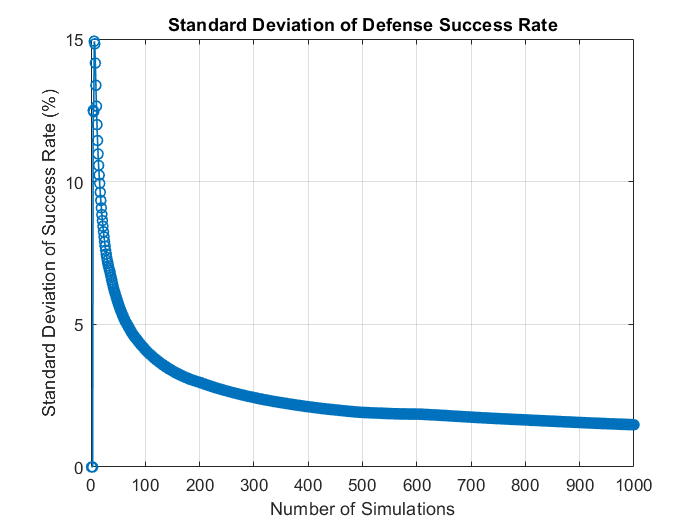 Standard Deviation of Defense Success Rate
Standard Deviation of Success Rate (%)
15
10
5
0
0 100 200 300 400 500 600 700 800 900 1000
Number of Simulations